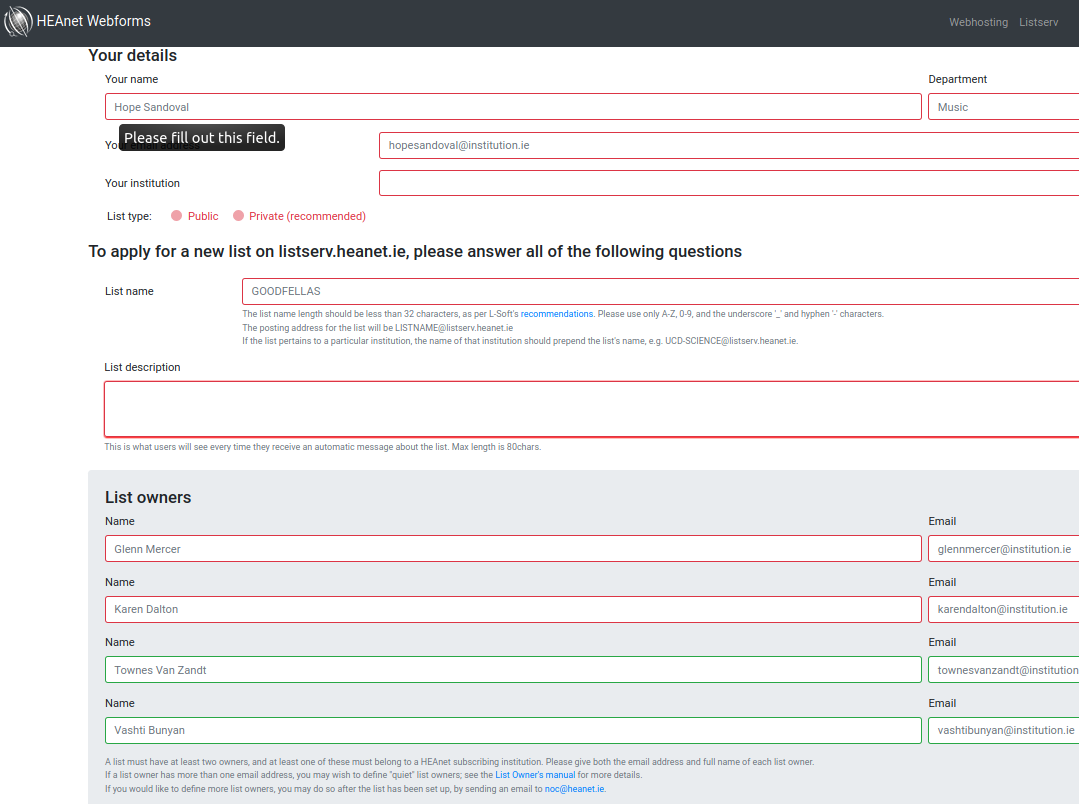 HEAnet Webforms Webhosting Listserv
Your details
Your name Department
Hope Sandoval Music
Please fill out this field.
hopesandoval@institution.ie
Your institution
List type: Public Private (recommended)
To apply for a new list on listserv.heanet.ie, please answer all of the following questions
List name GOODFELLAS
The list name length should be less than 32 characters, as per L-Soft's recommendations. Please use only A-Z, 0-9, and the underscore '_' and hyphen '-' characters.
The posting address for the list will be LISTNAME@listserv.heanet.ie
If the list pertains to a particular institution, the name of that institution should prepend the list's name, e.g. UCD-SCIENCE@listserv.heanet.ie.
List description
This is what users will see every time they receive an automatic message about the list. Max length is 80chars.
List owners
Name Email
Glenn Mercer glennmercer@institution.ie
Name Email
Karen Dalton karendalton@institution.ie
Name Email
Townes Van Zandt townesvanzandt@institution
Name Email
Vashti Bunyan vashtibunyan@institution.ie
A list must have at least two owners, and at least one of these must belong to a HEAnet subscribing institution. Please give both the email address and full name of each list owner.
If a list owner has more than one email address, you may wish to define "quiet" list owners; see the List Owner's manual for more details.
If you would like to define more list owners, you may do so after the list has been set up, by sending an email to noc@heanet.ie.